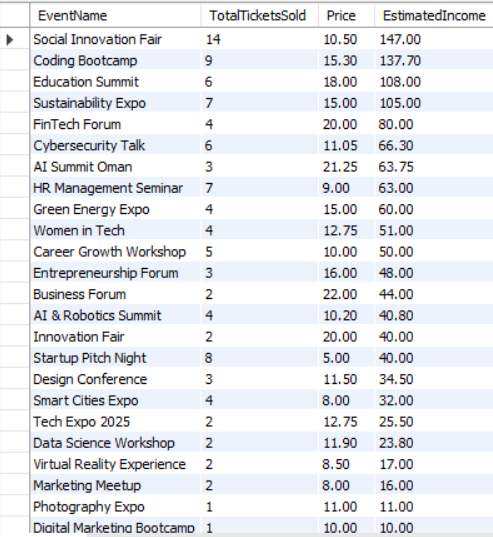 EventName TotalTicketsSold Price EstimatedIncome
Social Innovation Fair 14 10.50 147.00
Coding Bootcamp 9 15.30 137.70
Education Summit 6 18.00 108.00
Sustainability Expo 7 15.00 105.00
FinTech Forum 4 20.00 80.00
Cybersecurity Talk 6 11.05 66.30
AI Summit Oman 3 21.25 63.75
HR Management Seminar 7 9.00 63.00
Green Energy Expo 4 15.00 60.00
Women in Tech 4 12.75 51.00
Career Growth Workshop 5 10.00 50.00
Entrepreneurship Forum 3 16.00 48.00
Business Forum 2 22.00 44.00
AI & Robotics Summit 4 10.20 40.80
Innovation Fair 2 20.00 40.00
Startup Pitch Night 8 5.00 40.00
Design Conference 3 11.50 34.50
Smart Cities Expo 4 8.00 32.00
Tech Expo 2025 2 12.75 25.50
Data Science Workshop 2 11.90 23.80
Virtual Reality Experience 2 8.50 17.00
Marketing Meetup 2 8.00 16.00
Photography Expo 1 11.00 11.00
Digital Marketing Bootcamp 1 10.00 10.00